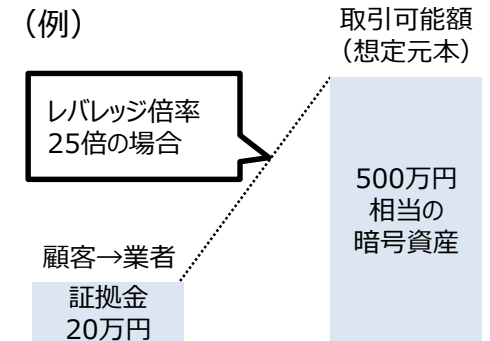 （例）
取引可能額
（想定元本）
レバレッジ倍率
25倍の場合
500万円
相当の
暗号資産
顧客→業者
証拠金
20万円